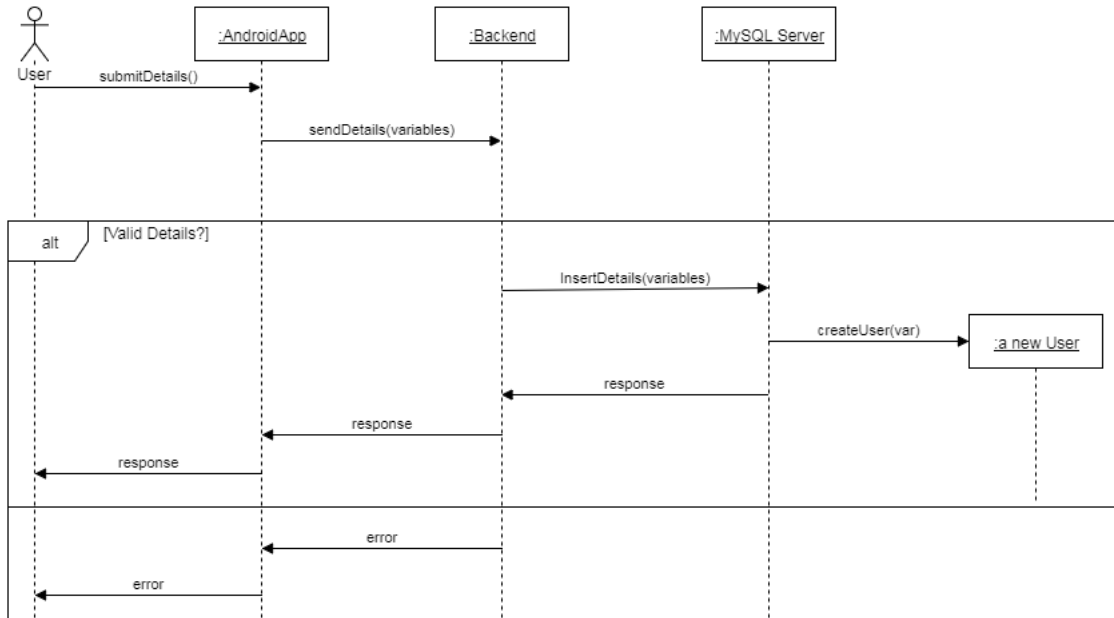 :AndroidApp
:Backend
:MySQL Server
User
submitDetails()
sendDetails(variables)
alt
[Valid Details?]
InsertDetails(variables)
createUser(var)
:a new User
response
response
response
error
error